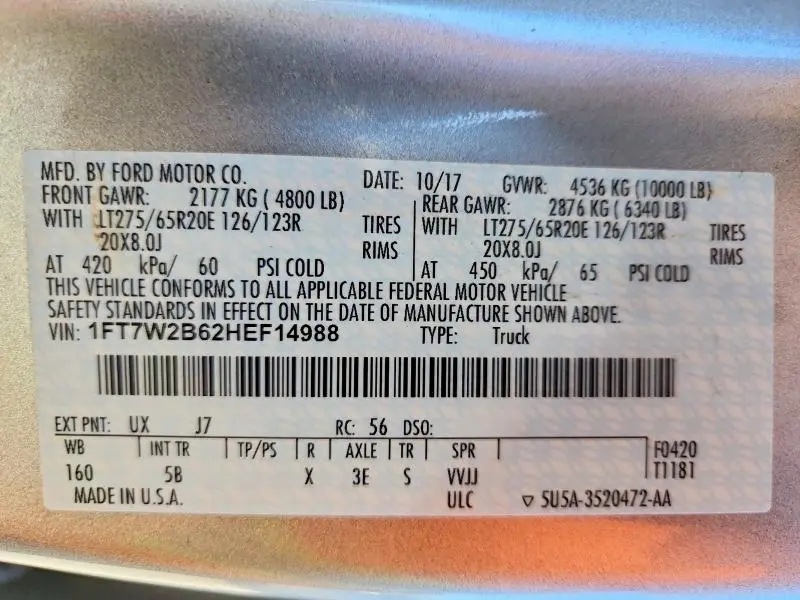 MFD. BY FORD MOTOR CO. DATE: 10/17 GVWR: 4536 KG (10000 LB)
FRONT GAWR: 2177 KG ( 4800 LB) REAR GAWR: 2876 KG ( 6340 LB)
WITH LT275/65R20E 126/123R TIRES WITH LT275/65R20E 126/123R TIRES
20X8.0J RIMS 20X8.0J RIMS
AT 420 kPa/ 60 PSI COLD AT 450 kPa/ 65 PSI COLD
THIS VEHICLE CONFORMS TO ALL APPLICABLE FEDERAL MOTOR VEHICLE
SAFETY STANDARDS IN EFFECT ON THE DATE OF MANUFACTURE SHOWN ABOVE.
VIN: 1FT7W2B62HEF14988 TYPE: Truck
EXT PNT: UX J7 RC: 56 DSO:
WB INT TR TP/PS R AXLE TR SPR F0420
160 5B X 3E S VVJJ T1181
MADE IN U.S.A. ULC ▽ 5U5A-3520472-AA